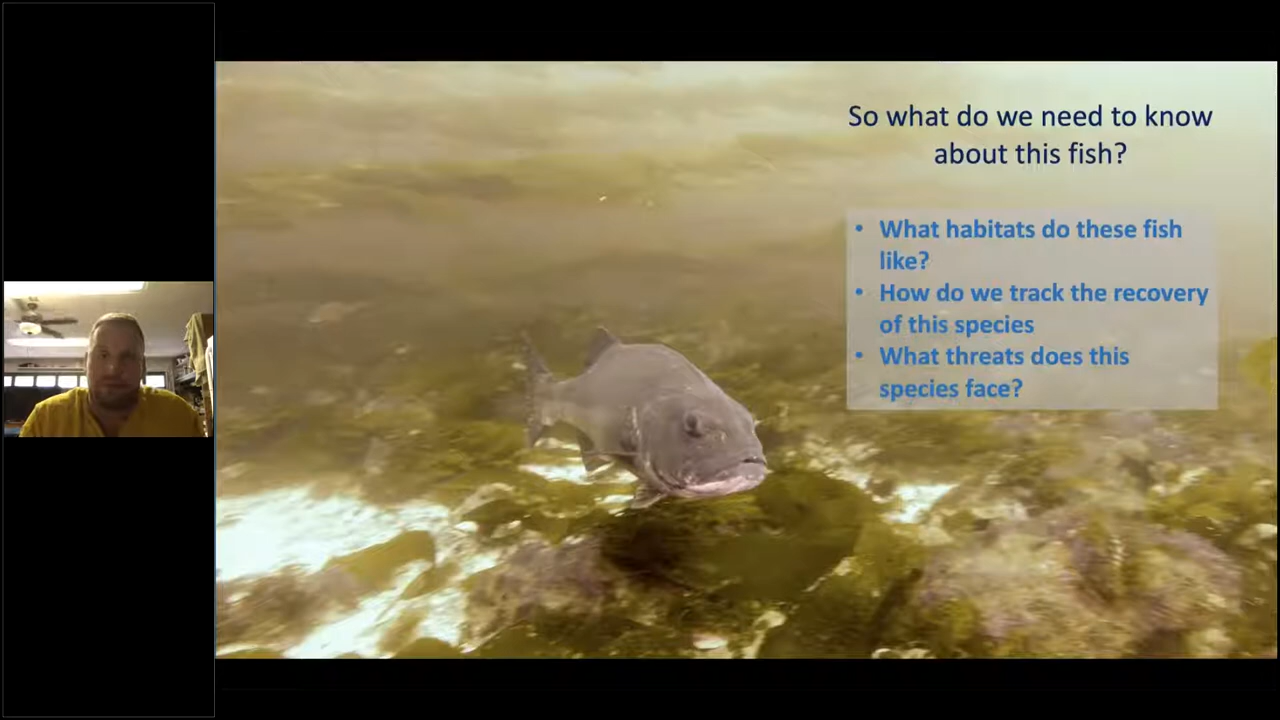 So what do we need to know
about this fish?
• What habitats do these fish
like?
• How do we track the recovery
of this species
• What threats does this
species face?